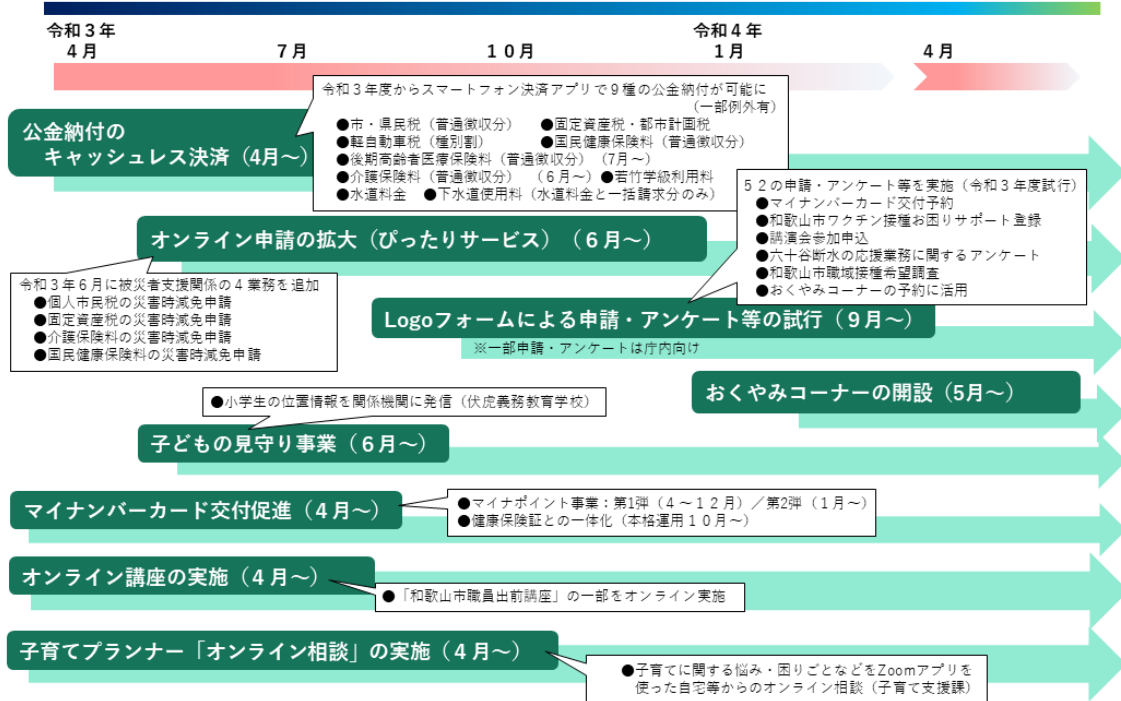 令和３年
４月
７月
１０月
令和４年
１月
４月
公金納付の
キャッシュレス決済（4月～）
令和３年度からスマートフォン決済アプリで９種の公金納付が可能に
（一部例外有）
●市・県民税（普通徴収分） ●固定資産税・都市計画税
●軽自動車税（種別割） ●国民健康保険料（普通徴収分）
●後期高齢者医療保険料（普通徴収分）（7月～）
●介護保険料（普通徴収分）（６月～）●若竹学級利用料
●水道料金 ●下水道使用料（水道料金と一括請求分のみ）
オンライン申請の拡大（ぴったりサービス）（６月～）
令和３年６月に被災者支援関係の４業務を追加
●個人市民税の災害時減免申請
●固定資産税の災害時減免申請
●介護保険料の災害時減免申請
●国民健康保険料の災害時減免申請
５２の申請・アンケート等を実施（令和３年度試行）
●マイナンバーカード交付予約
●和歌山市ワクチン接種お困りサポート登録
●講演会参加申込
●六十谷断水の応援業務に関するアンケート
●和歌山市職域接種希望調査
●おくやみコーナーの予約に活用
Logoフォームによる申請・アンケート等の試行（９月～）
※一部申請・アンケートは庁内向け
おくやみコーナーの開設（5月～）
●小学生の位置情報を関係機関に発信（伏虎義務教育学校）
子どもの見守り事業（６月～）
マイナンバーカード交付促進（４月～）
●マイナポイント事業：第1弾（４～１２月）／第2弾（１月～）
●健康保険証との一体化（本格運用１０月～）
オンライン講座の実施（４月～）
●「和歌山市職員出前講座」の一部をオンライン実施
子育てプランナー「オンライン相談」の実施（４月～）
●子育てに関する悩み・困りごとなどをZoomアプリを
使った自宅等からのオンライン相談（子育て支援課）